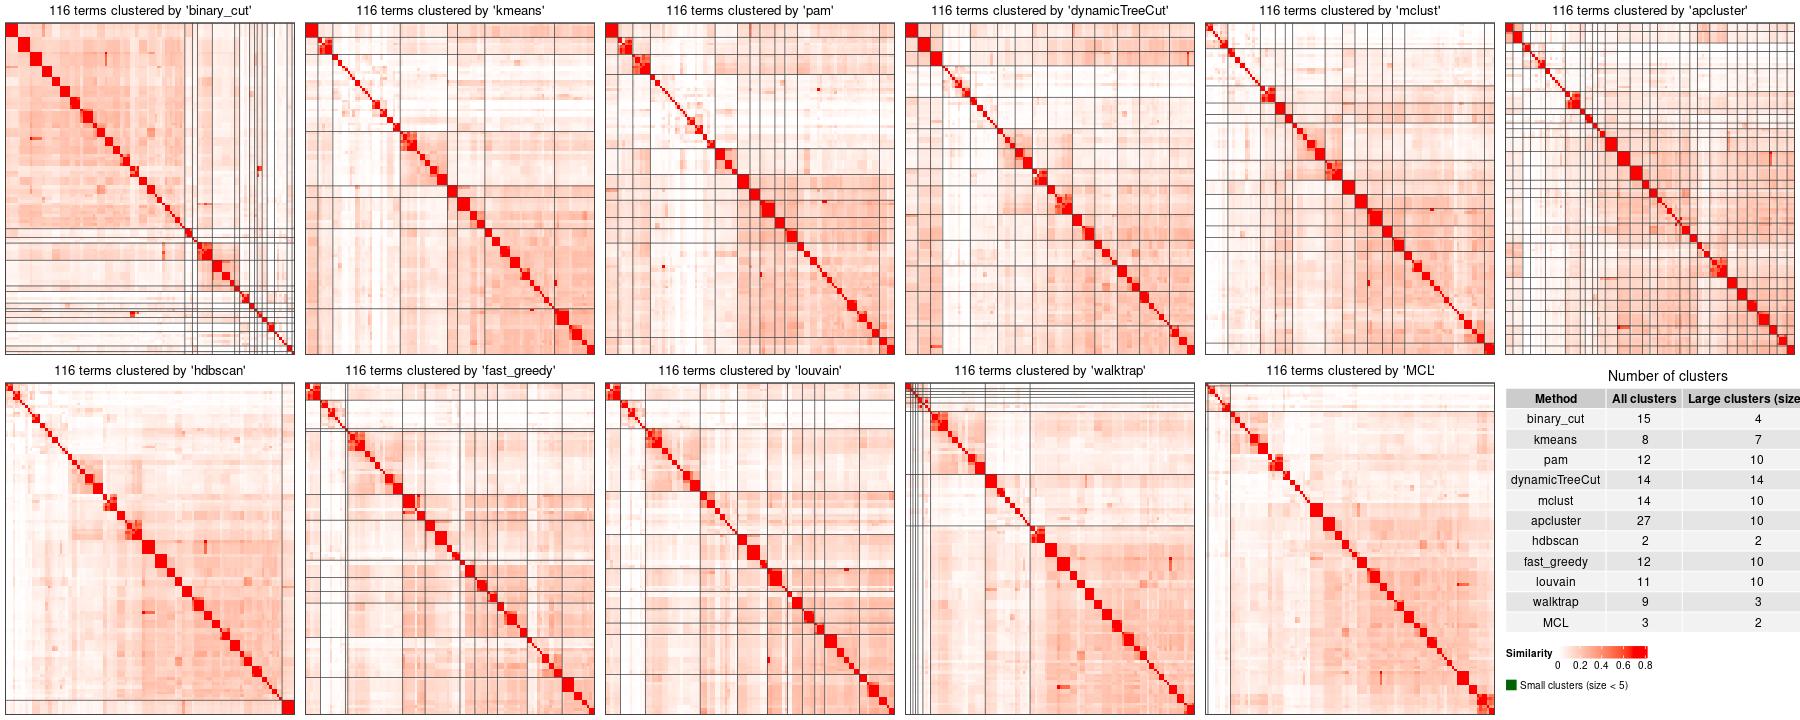 116 terms clustered by 'binary_cut'
116 terms clustered by 'kmeans'
116 terms clustered by 'pam'
116 terms clustered by 'dynamicTreeCut'
116 terms clustered by 'mclust'
116 terms clustered by 'apcluster'
116 terms clustered by 'hdbscan'
116 terms clustered by 'fast_greedy'
116 terms clustered by 'louvain'
116 terms clustered by 'walktrap'
116 terms clustered by 'MCL'
Number of clusters
Method All clusters Large clusters (size
binary_cut 15 4
kmeans 8 7
pam 12 10
dynamicTreeCut 14 14
mclust 14 10
apcluster 27 10
hdbscan 2 2
fast_greedy 12 10
louvain 11 10
walktrap 9 3
MCL 3 2
Similarity
0 0.2 0.4 0.6 0.8
Small clusters (size < 5)